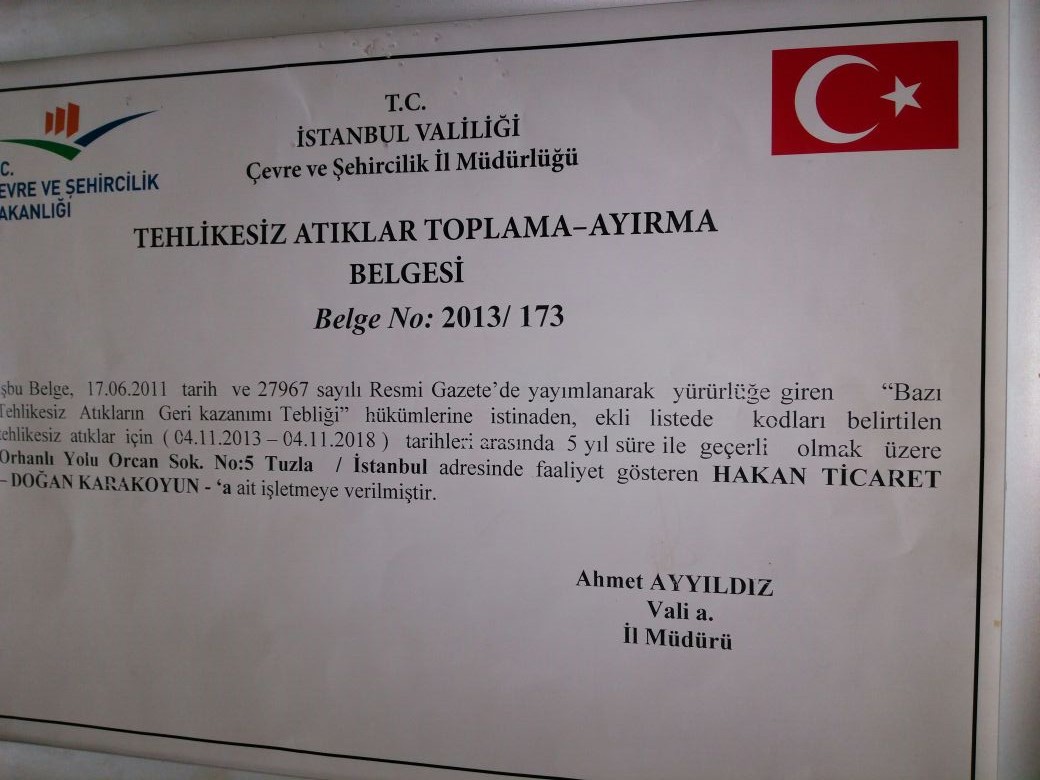 T.C.
İSTANBUL VALİLİĞİ
Çevre ve Şehircilik İl Müdürlüğü
C.
EVRE VE ŞEHİRCİLİK
AKANLIĞI
TEHLİKESİZ ATIKLAR TOPLAMA–AYIRMA
BELGESİ
Belge No: 2013/ 173
şbu Belge, 17.06.2011 tarih ve 27967 sayılı Resmi Gazete’de yayımlanarak yürürlüğe giren “Bazı
Tehlikesiz Atıkların Geri kazanımı Tebliği” hükümlerine istinaden, ekli listede kodları belirtilen
tehlikesiz atıklar için ( 04.11.2013 – 04.11.2018 ) tarihleri arasında 5 yıl süre ile geçerli olmak üzere
Orhanlı Yolu Orcan Sok. No:5 Tuzla / İstanbul adresinde faaliyet gösteren HAKAN TİCARET
– DOĞAN KARAKOYUN - ‘a ait işletmeye verilmiştir.
Ahmet AYYILDIZ
Vali a.
İl Müdürü